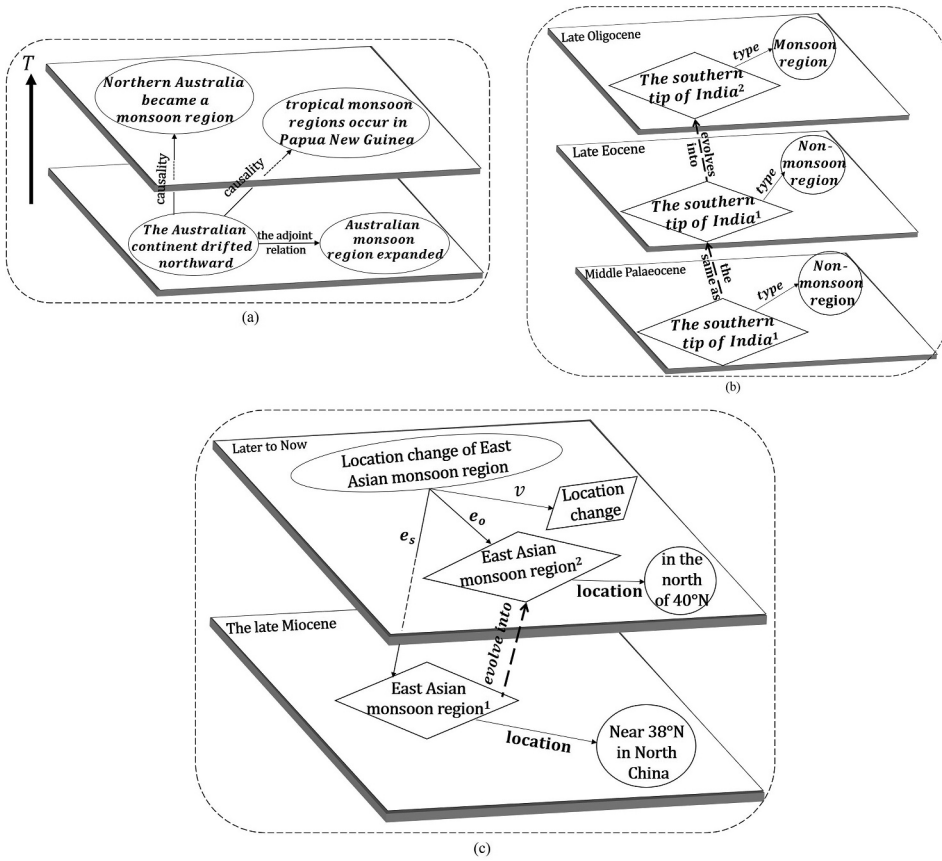 T
Northern Australia
became a
monsoon region
tropical monsoon
regions occur in
Papua New Guinea
causality
causality
The Australian
continent drifted
northward
the adjoint
relation
Australian
monsoon
region expanded
(a)
Late Oligocene
The southern
tip of India²
type
Monsoon
region
evolves
into
Late Eocene
The southern
tip of India¹
type
Non-
monsoon
region
the
same as
Middle Palaeocene
The southern
tip of India¹
type
Non-
monsoon
region
(b)
Later to Now
Location change of East
Asian monsoon region
v
Location
change
eₛ
eₒ
East Asian
monsoon region²
location
in the
north
of 40°N
evolve into
The late Miocene
East Asian
monsoon region¹
location
Near 38°N
in North
China
(c)